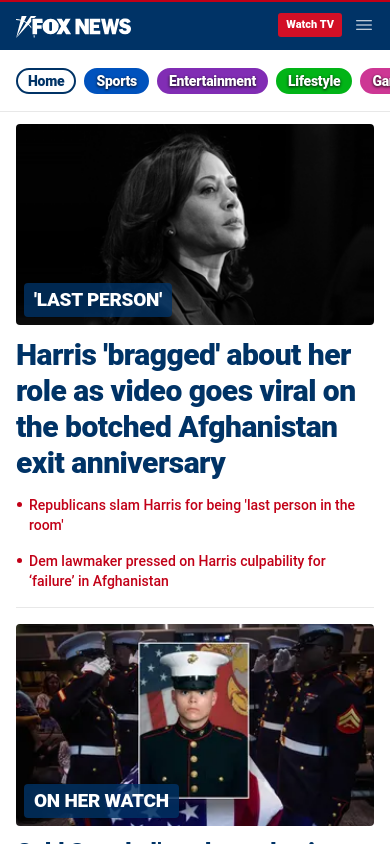 FOX NEWS
Watch TV
Home
Sports
Entertainment
Lifestyle
'LAST PERSON'
Harris 'bragged' about her
role as video goes viral on
the botched Afghanistan
exit anniversary
• Republicans slam Harris for being 'last person in the
room'
• Dem lawmaker pressed on Harris culpability for
‘failure’ in Afghanistan
ON HER WATCH